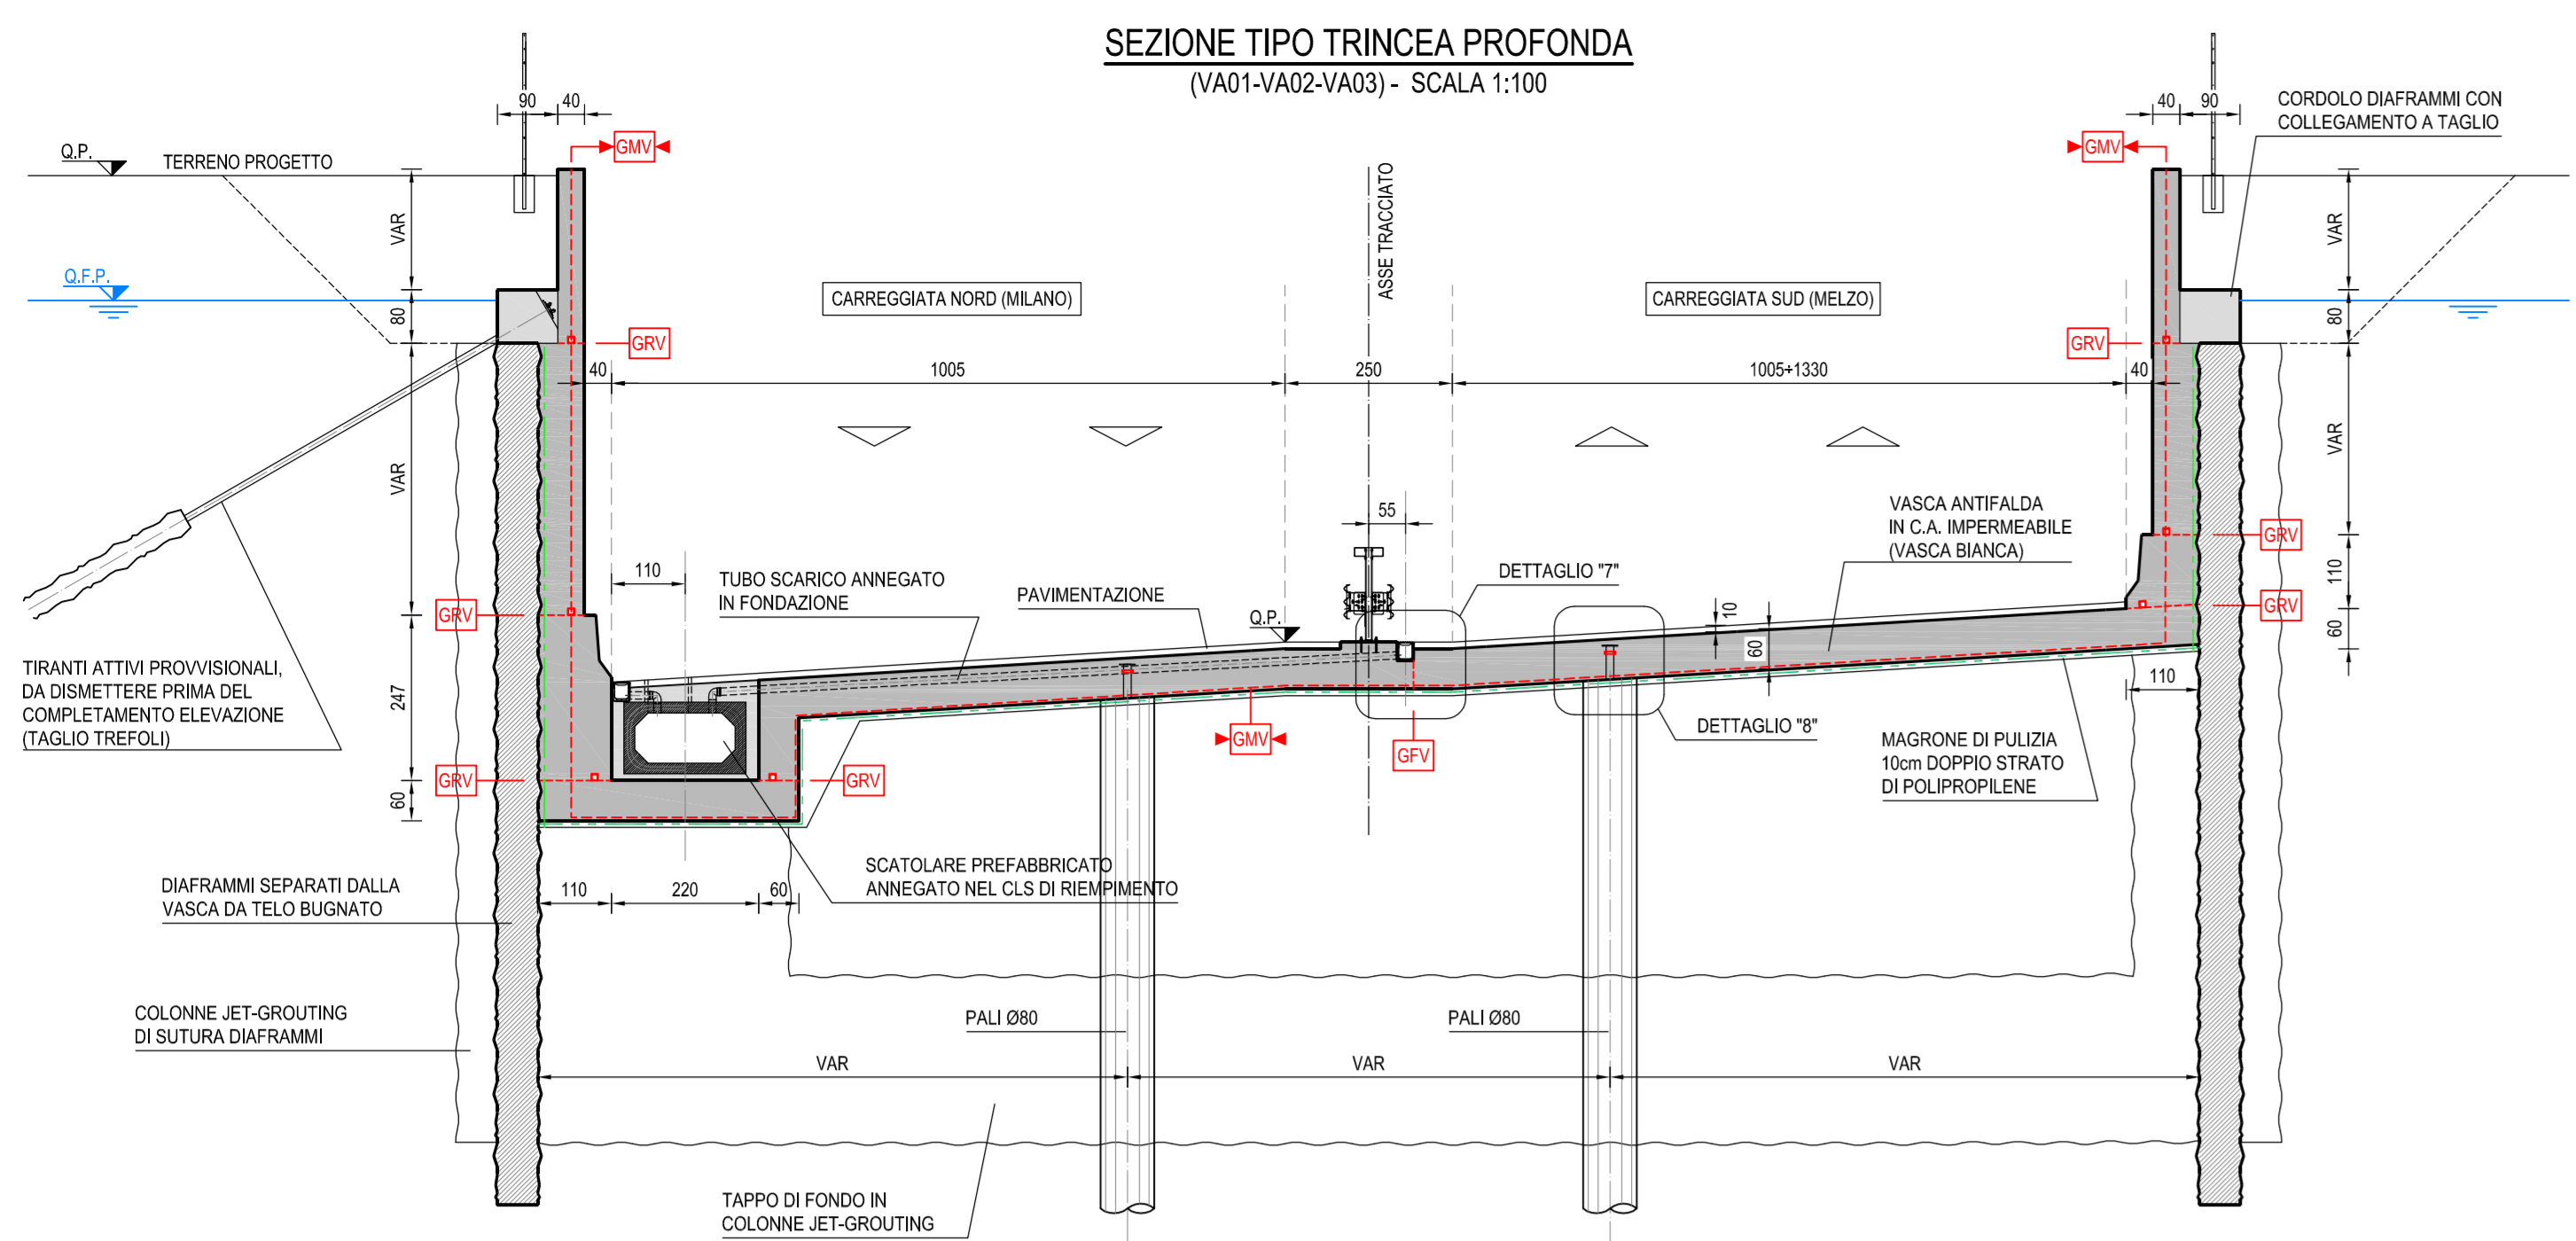 SEZIONE TIPO TRINCEA PROFONDA
(VA01-VA02-VA03) - SCALA 1:100
90
40
40
90
CORDOLO DIAFRAMMI CON
COLLEGAMENTO A TAGLIO
GMV
GMV
Q.P.
TERRENO PROGETTO
ASSE TRACCIATO
VAR
VAR
Q.F.P.
CARREGGIATA NORD (MILANO)
CARREGGIATA SUD (MELZO)
80
80
GRV
GRV
40
1005
250
1005÷1330
40
VAR
VAR
55
VASCA ANTIFALDA
IN C.A. IMPERMEABILE
(VASCA BIANCA)
GRV
110
TUBO SCARICO ANNEGATO
IN FONDAZIONE
PAVIMENTAZIONE
DETTAGLIO "7"
110
GRV
Q.P.
10
GRV
60
60
TIRANTI ATTIVI PROVVISIONALI,
DA DISMETTERE PRIMA DEL
COMPLETAMENTO ELEVAZIONE
(TAGLIO TREFOLI)
247
110
GMV
GFV
DETTAGLIO "8"
MAGRONE DI PULIZIA
10cm DOPPIO STRATO
DI POLIPROPILENE
GRV
GRV
60
SCATOLARE PREFABBRICATO
ANNEGATO NEL CLS DI RIEMPIMENTO
DIAFRAMMI SEPARATI DALLA
VASCA DA TELO BUGNATO
110
220
60
COLONNE JET-GROUTING
DI SUTURA DIAFRAMMI
PALI Ø80
PALI Ø80
VAR
VAR
VAR
TAPPO DI FONDO IN
COLONNE JET-GROUTING